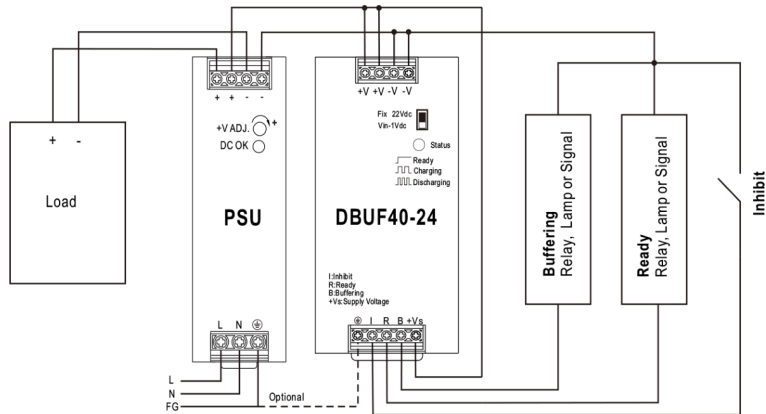 + -
Load
+ + - -
+V ADJ. +
DC OK
PSU
L N
L
N
FG
Optional
+V +V -V -V
Fix 22Vdc
Vin-1Vdc
Status
Ready
Charging
Discharging
DBUF40-24
I:Inhibit
R:Ready
B:Buffering
+Vs:Supply Voltage
I R B +Vs
Buffering
Relay, Lamp or Signal
Ready
Relay, Lamp or Signal
Inhibit